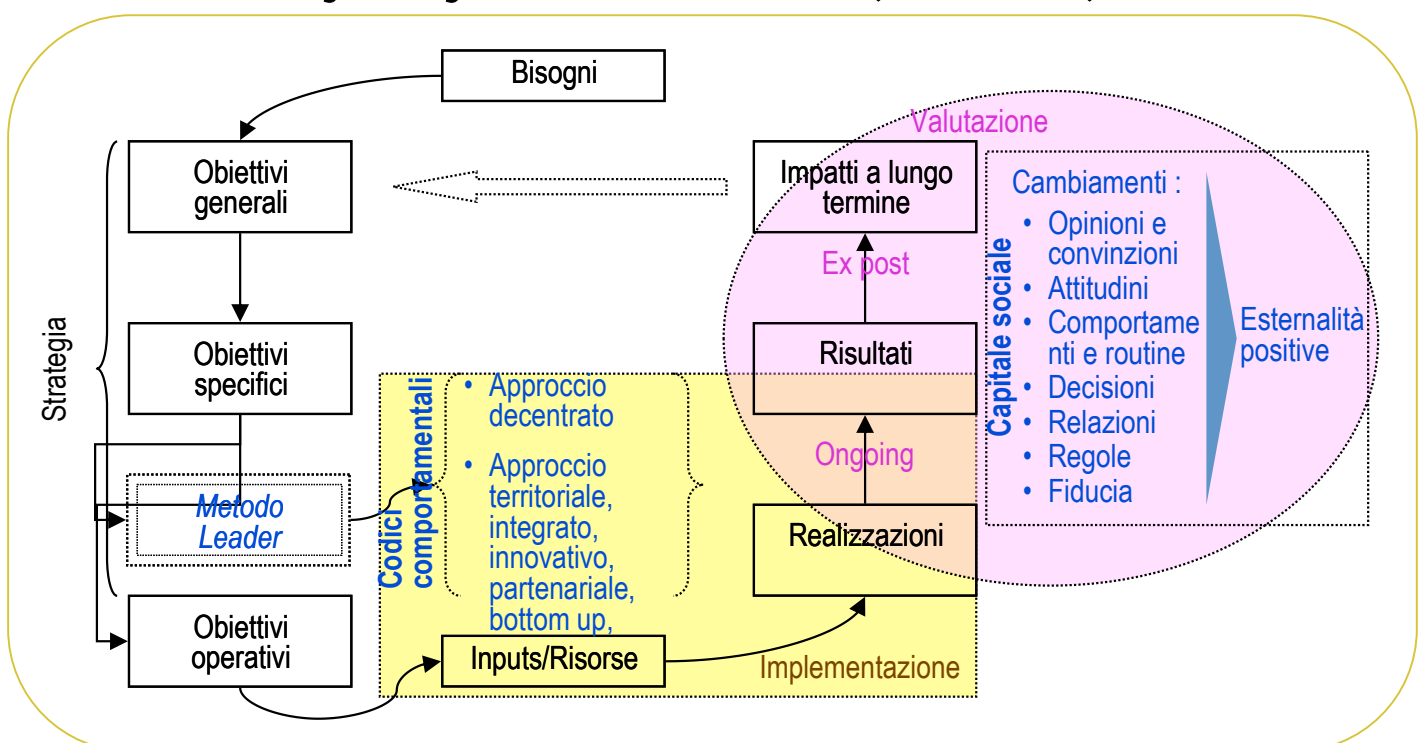 Bisogni
Valutazione
Obiettivi
generali
Impatti a lungo
termine
Cambiamenti :
• Opinioni e
convinzioni
• Attitudini
• Comportame
nti e routine
• Decisioni
• Relazioni
• Regole
• Fiducia
Capitale sociale
Esternalità
positive
Ex post
Strategia
Obiettivi
specifici
Risultati
Codici
comportamentali
• Approccio
decentrato
• Approccio
territoriale,
integrato,
innovativo,
partenariale,
bottom up,
Ongoing
Metodo
Leader
Realizzazioni
Obiettivi
operativi
Inputs/Risorse
Implementazione